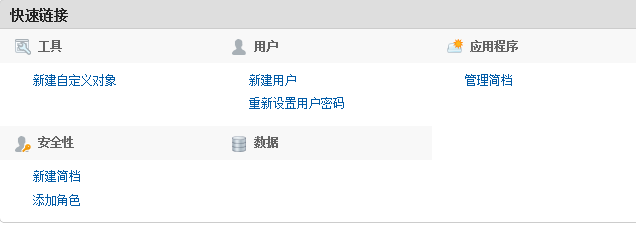 快速链接
工具
用户
应用程序
新建自定义对象
新建用户
管理简档
重新设置用户密码
安全性
数据
新建简档
添加角色